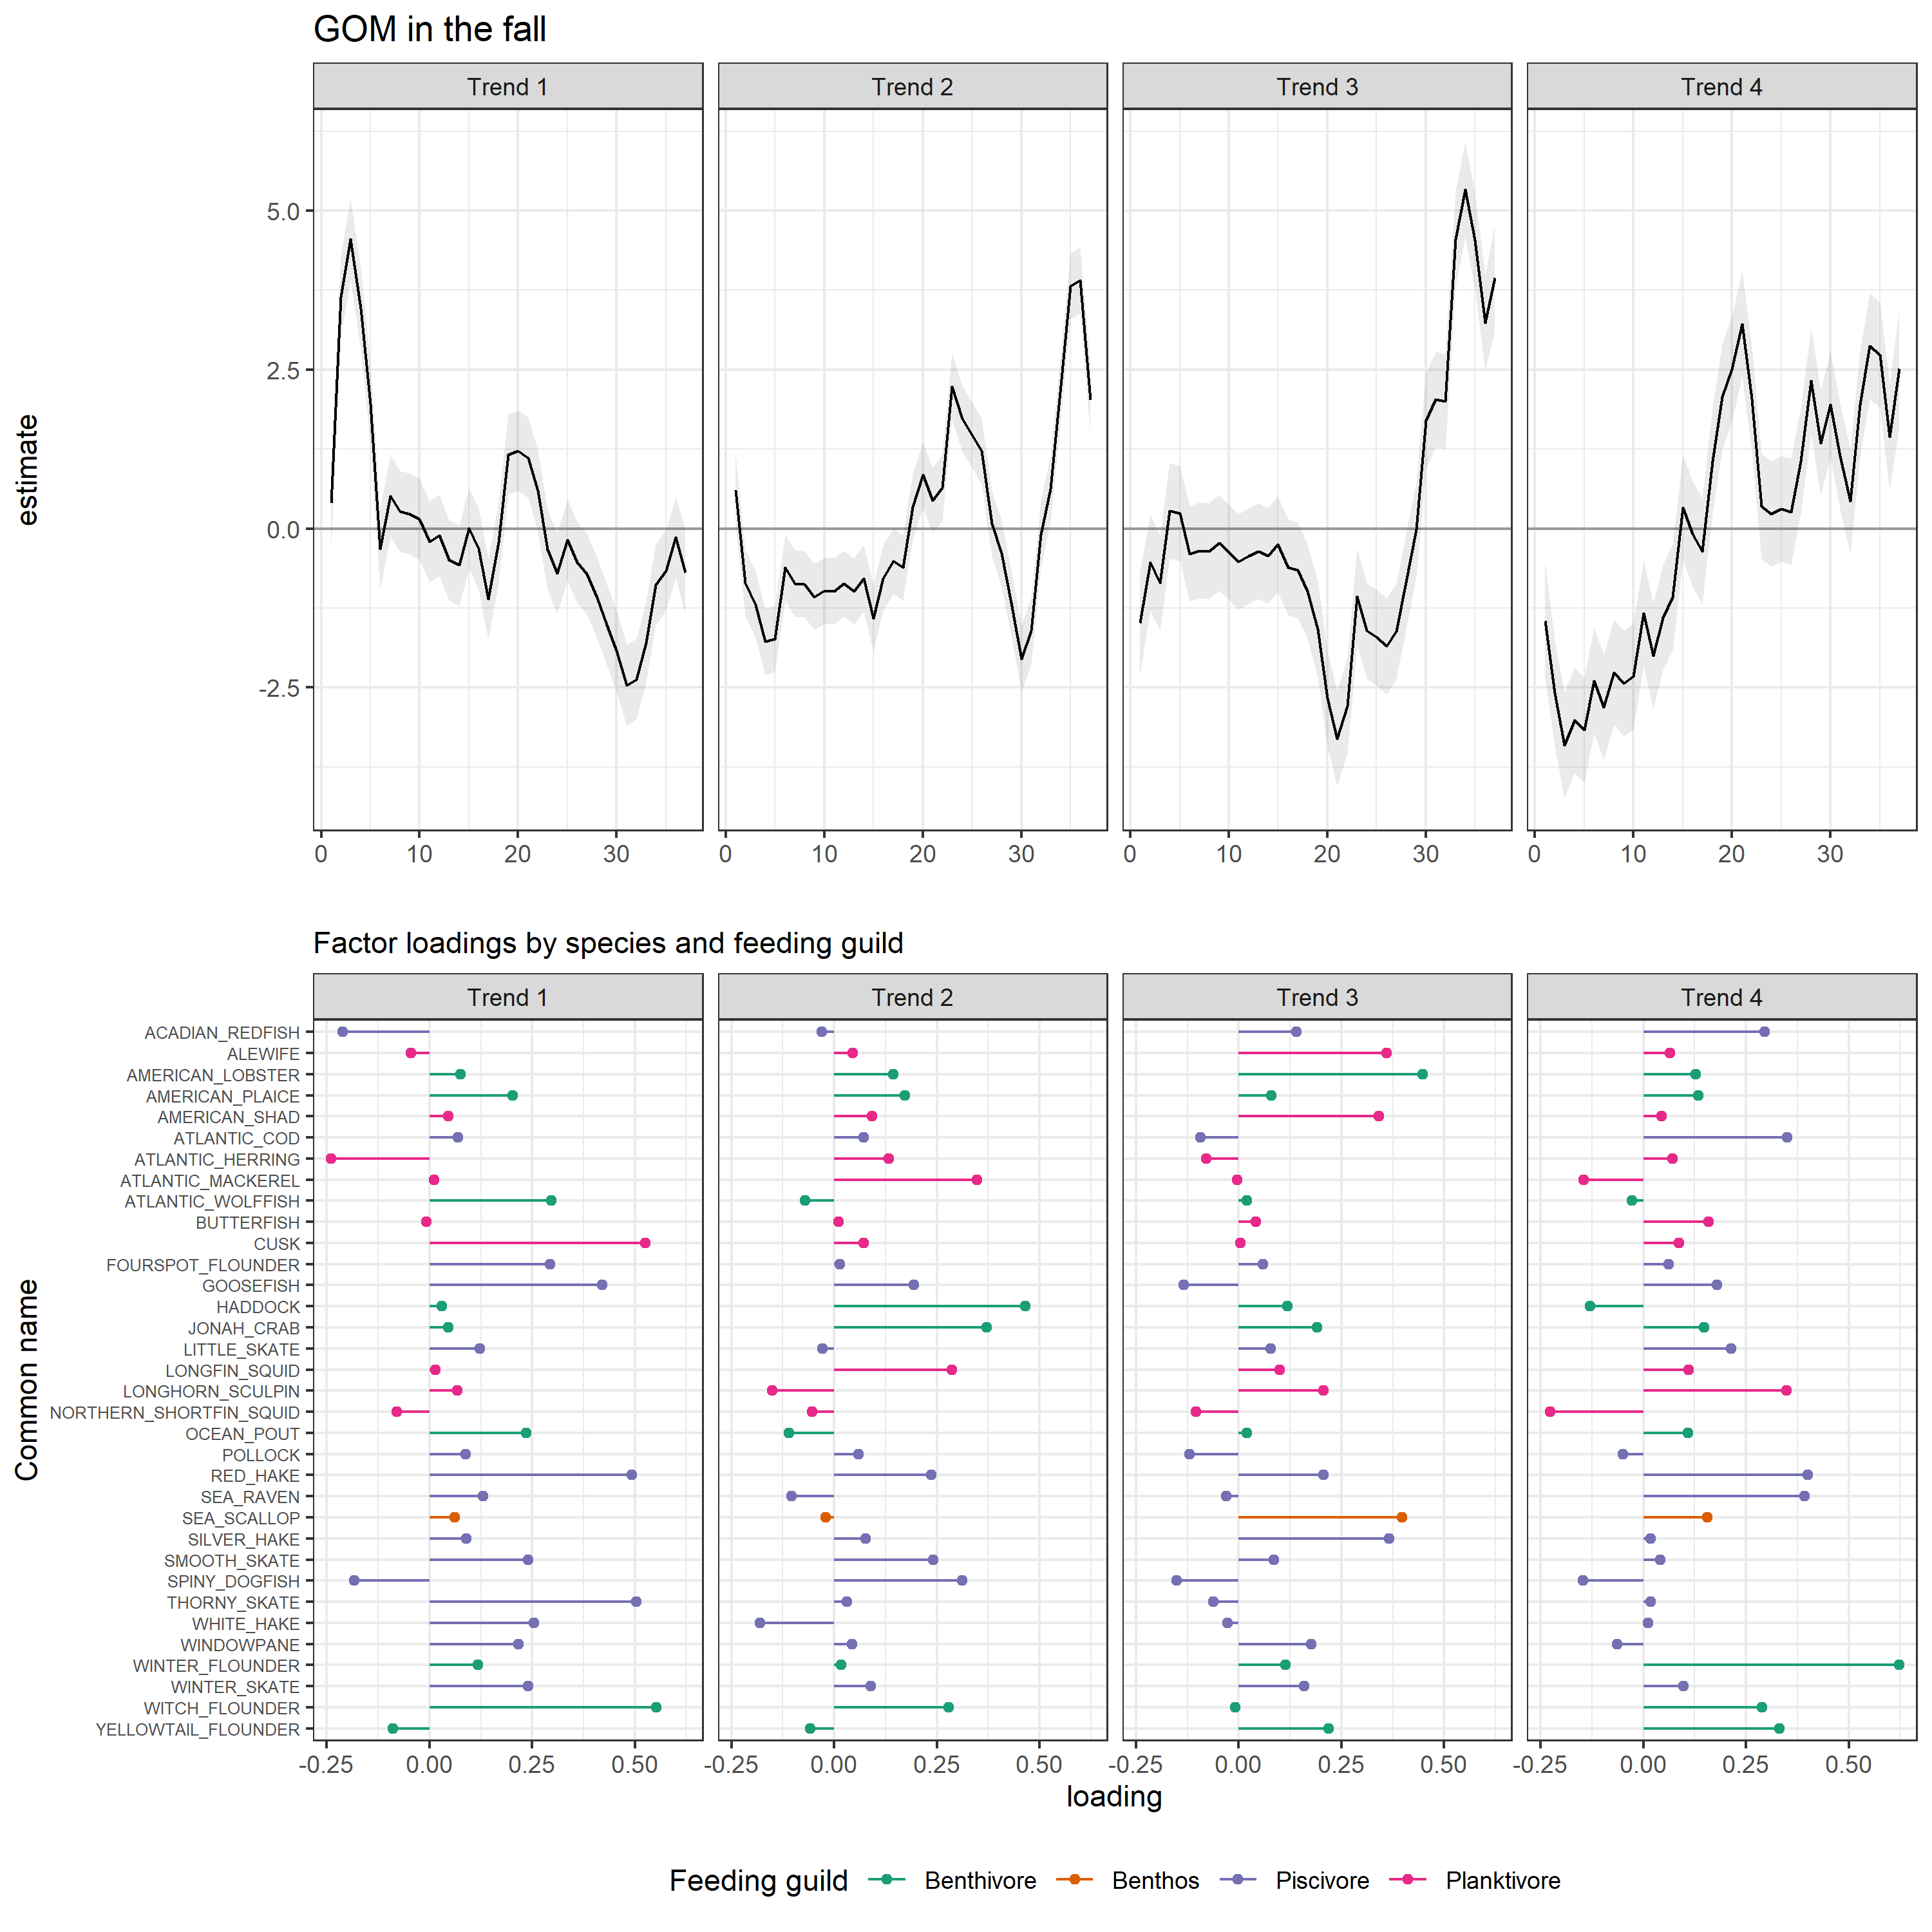 GOM in the fall
Trend 1 Trend 2 Trend 3 Trend 4
estimate
5.0
2.5
0.0
-2.5
0 10 20 30 0 10 20 30 0 10 20 30 0 10 20 30
Factor loadings by species and feeding guild
Trend 1 Trend 2 Trend 3 Trend 4
Common name
ACADIAN_REDFISH
ALEWIFE
AMERICAN_LOBSTER
AMERICAN_PLAICE
AMERICAN_SHAD
ATLANTIC_COD
ATLANTIC_HERRING
ATLANTIC_MACKEREL
ATLANTIC_WOLFFISH
BUTTERFISH
CUSK
FOURSPOT_FLOUNDER
GOOSEFISH
HADDOCK
JONAH_CRAB
LITTLE_SKATE
LONGFIN_SQUID
LONGHORN_SCULPIN
NORTHERN_SHORTFIN_SQUID
OCEAN_POUT
POLLOCK
RED_HAKE
SEA_RAVEN
SEA_SCALLOP
SILVER_HAKE
SMOOTH_SKATE
SPINY_DOGFISH
THORNY_SKATE
WHITE_HAKE
WINDOWPANE
WINTER_FLOUNDER
WINTER_SKATE
WITCH_FLOUNDER
YELLOWTAIL_FLOUNDER
-0.25 0.00 0.25 0.50 -0.25 0.00 0.25 0.50 -0.25 0.00 0.25 0.50 -0.25 0.00 0.25 0.50
loading
Feeding guild Benthivore Benthos Piscivore Planktivore